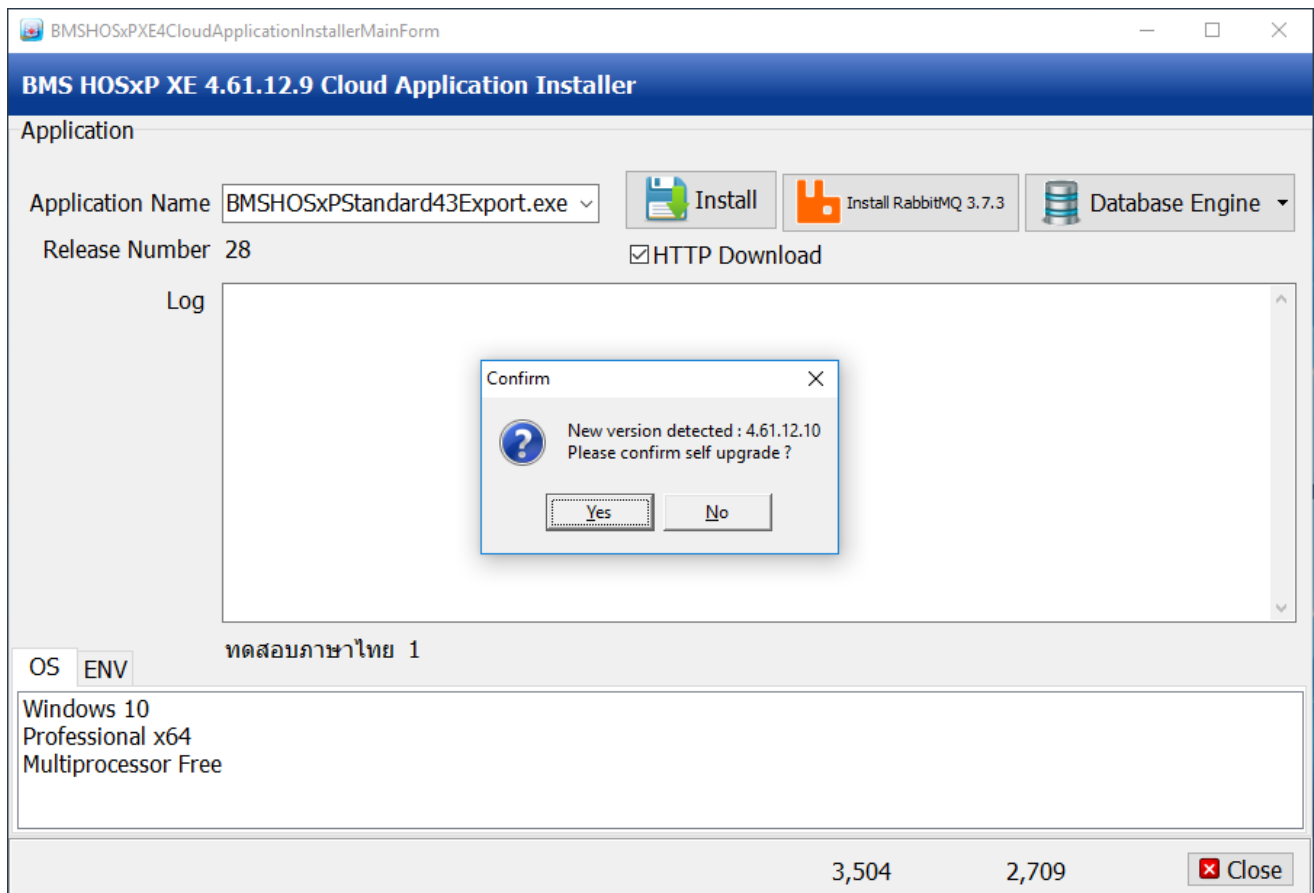 BMSHOSxPXE4CloudApplicationInstallerMainForm
BMS HOSxP XE 4.61.12.9 Cloud Application Installer
Application
Application Name BMSHOSxPStandard43Export.exe Install Install RabbitMQ 3.7.3 Database Engine
Release Number 28 HTTP Download
Log
Confirm
New version detected : 4.61.12.10
Please confirm self upgrade ?
Yes No
ทดสอบภาษาไทย 1
OS ENV
Windows 10
Professional x64
Multiprocessor Free
3,504 2,709 Close